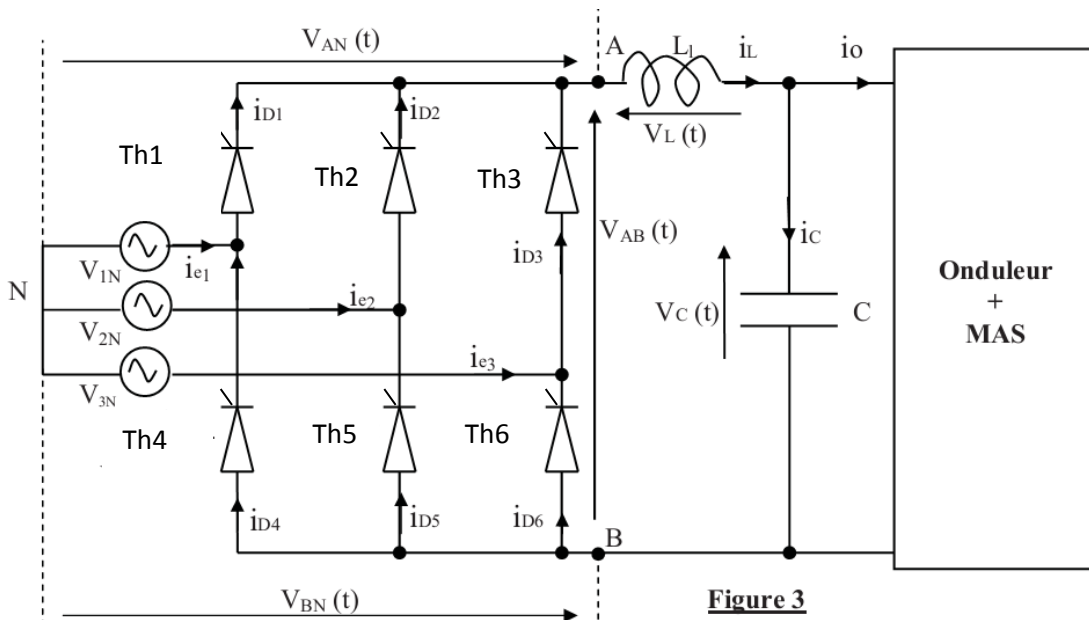 VAN (t)
A
L1
iL
io
iD1
iD2
VL (t)
Th1
Th2
Th3
VAB (t)
iC
V1N
ie1
iD3
N
ie2
VC (t)
C
Onduleur
+
MAS
V2N
ie3
V3N
Th4
Th5
Th6
iD4
iD5
iD6
B
VBN (t)
Figure 3